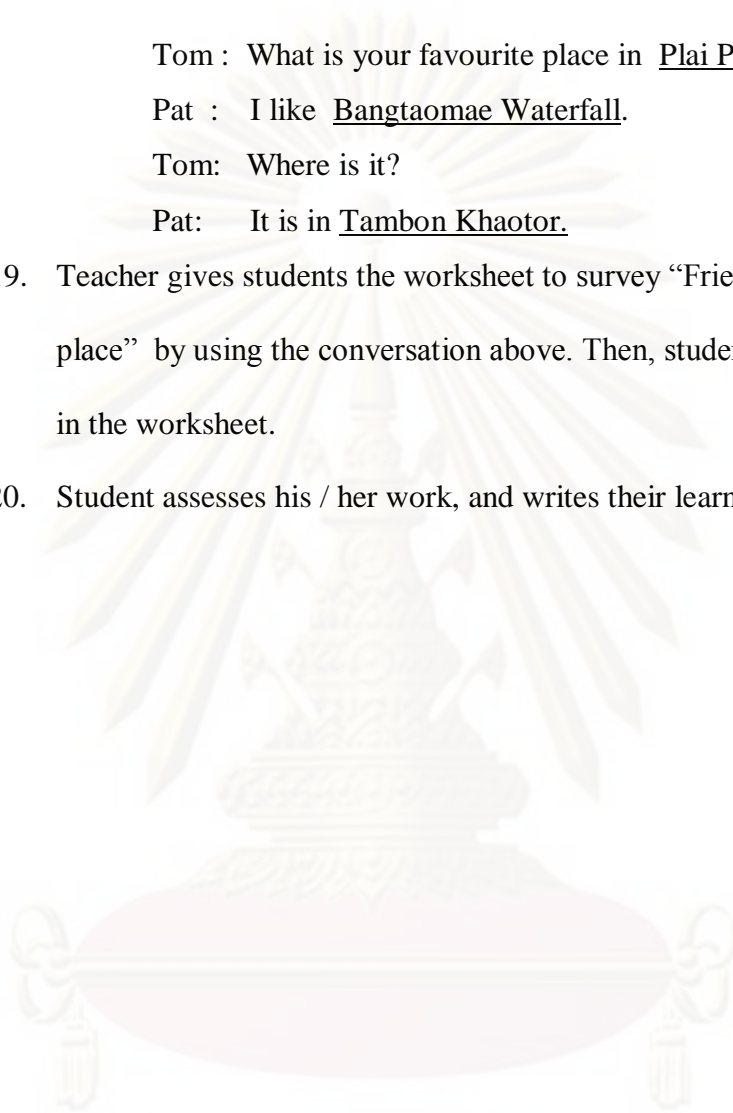 Tom : What is your favourite place in Plai P
Pat : I like Bangtaomae Waterfall.
Tom: Where is it?
Pat: It is in Tambon Khaotor.
9. Teacher gives students the worksheet to survey “Frie
place” by using the conversation above. Then, studen
in the worksheet.
20. Student assesses his / her work, and writes their learn